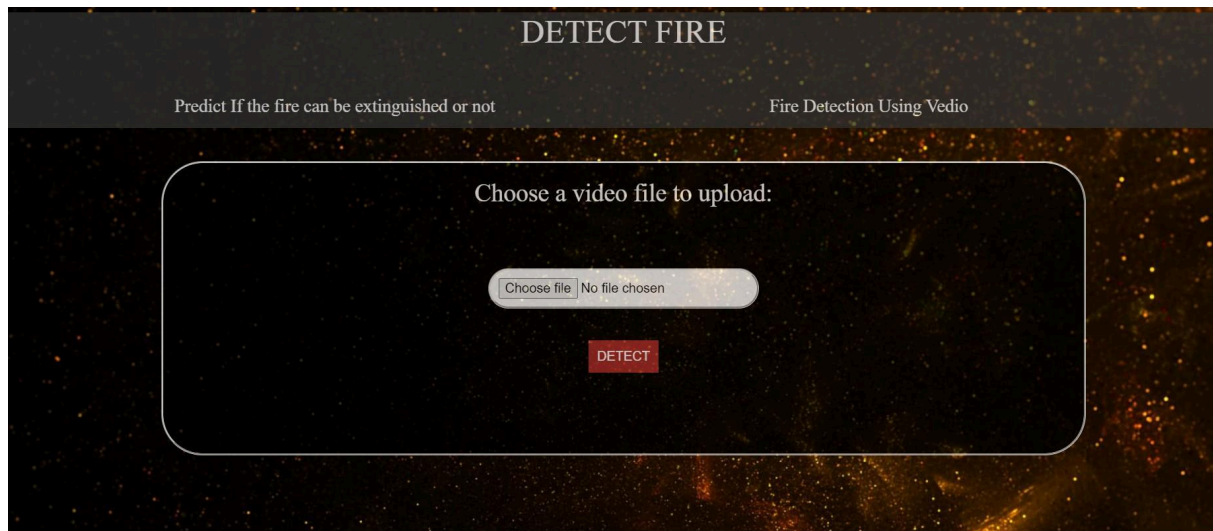 DETECT FIRE
Predict If the fire can be extinguished or not
Fire Detection Using Vedio
Choose a video file to upload:
Choose file No file chosen
DETECT